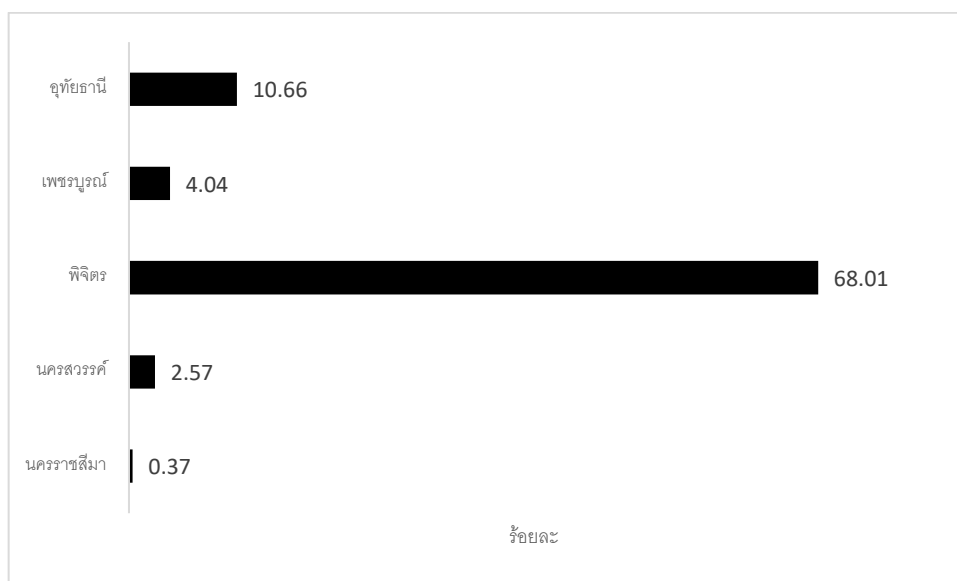 อุทัยธานี 10.66
เพชรบูรณ์ 4.04
พิจิตร 68.01
นครสวรรค์ 2.57
นครราชสีมา 0.37
ร้อยละ